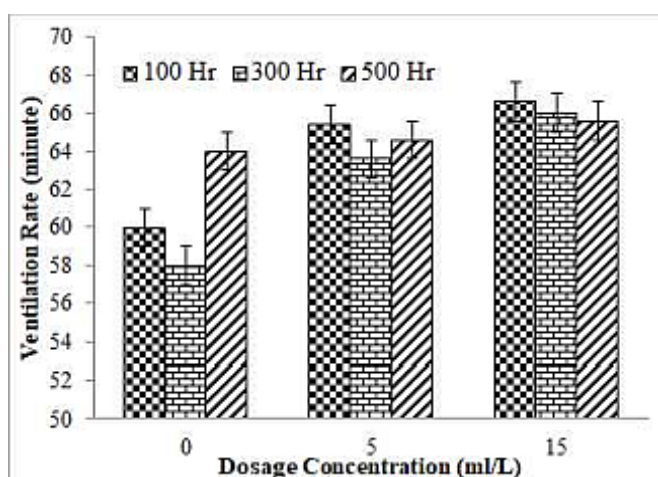 70
68
66
64
62
60
58
56
54
52
50
Ventilation Rate (minute)
100 Hr 300 Hr 500 Hr
0 5 15
Dosage Concentration (ml/L)